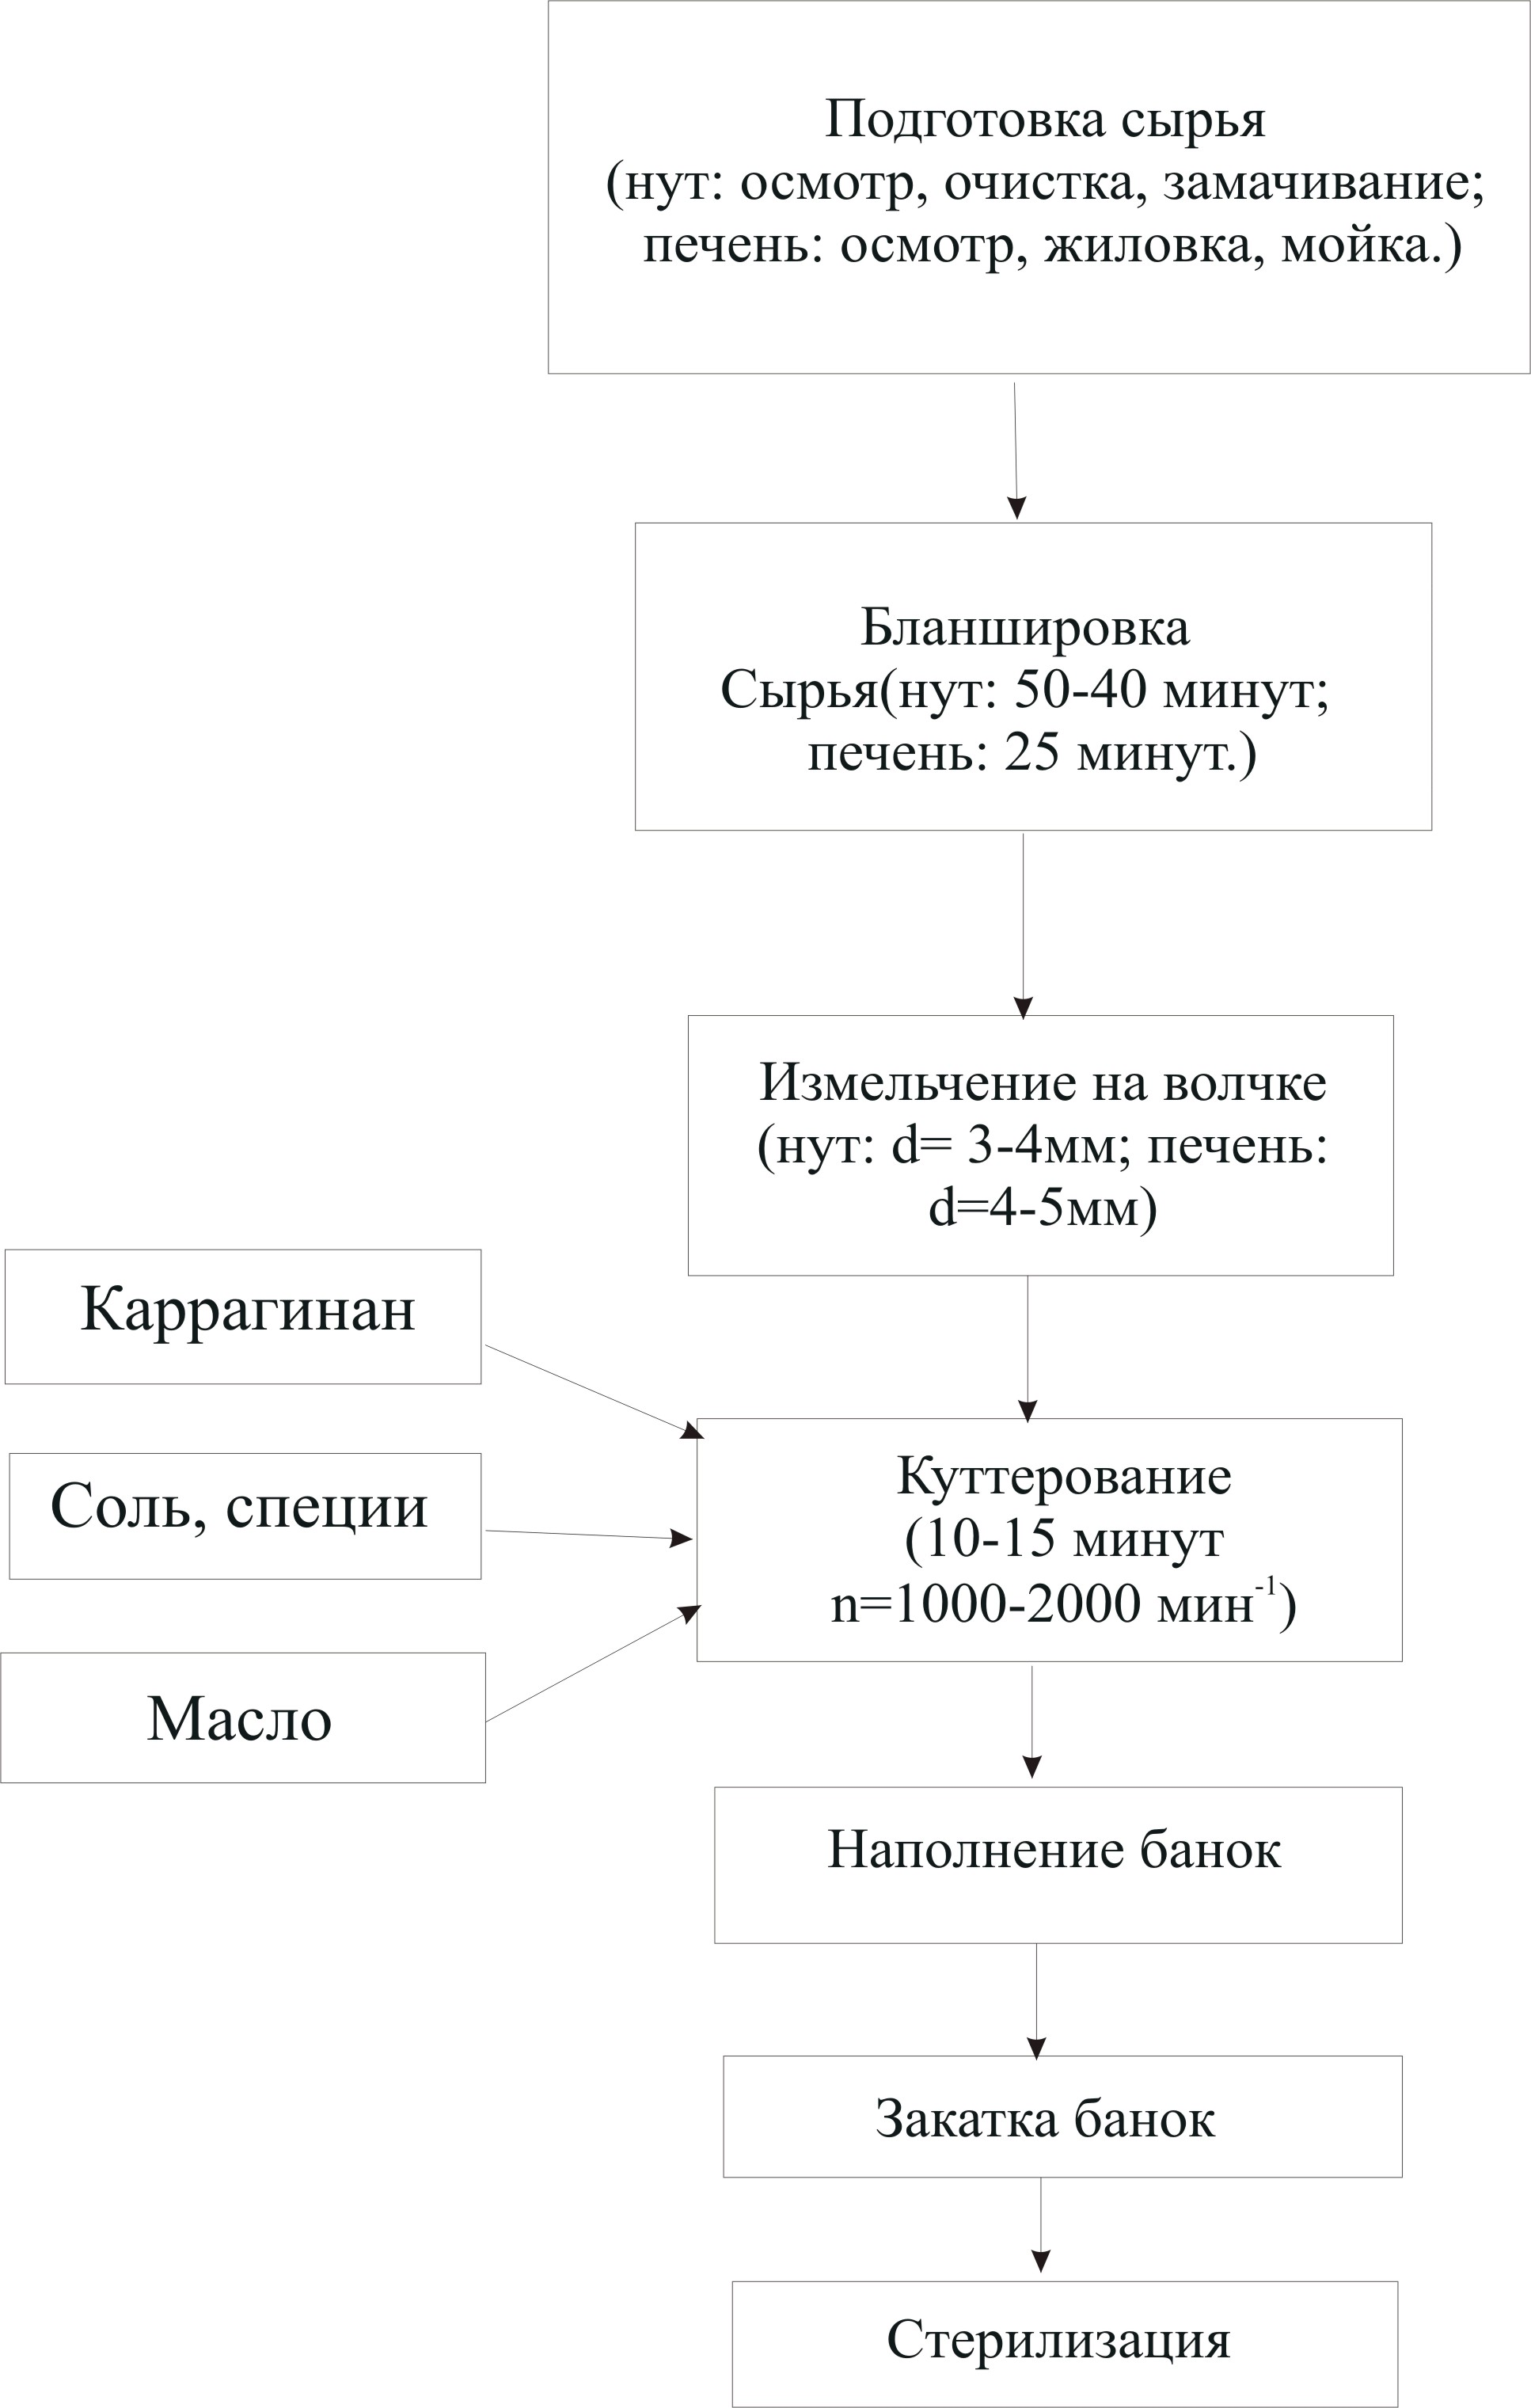 Подготовка сырья
(нут: осмотр, очистка, замачивание;
печень: осмотр, жиловка, мойка.)
Бланшировка
Сырья(нут: 50-40 минут;
печень: 25 минут.)
Измельчение на волчке
(нут: d= 3-4мм; печень:
d=4-5мм)
Каррагинан
Соль, специи
Масло
Куттерование
(10-15 минут
n=1000-2000 мин⁻¹)
Наполнение банок
Закатка банок
Стерилизация